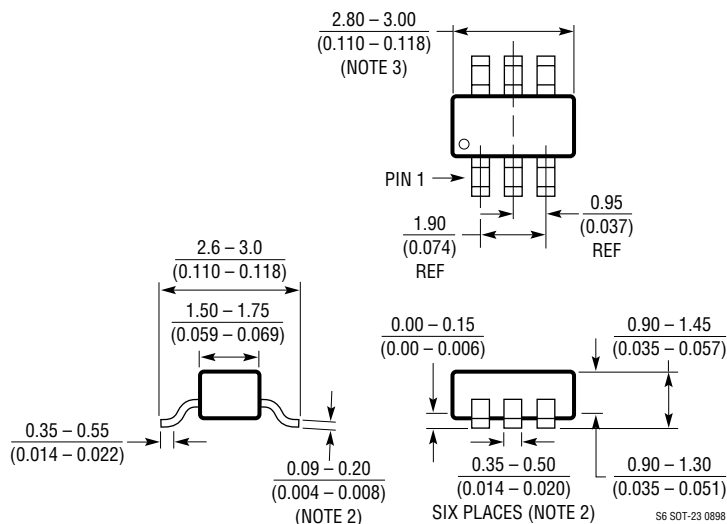 2.80 – 3.00
(0.110 – 0.118)
(NOTE 3)
PIN 1
0.95
(0.037)
REF
1.90
(0.074)
REF
2.6 – 3.0
(0.110 – 0.118)
1.50 – 1.75
(0.059 – 0.069)
0.00 – 0.15
(0.00 – 0.006)
0.90 – 1.45
(0.035 – 0.057)
0.35 – 0.55
(0.014 – 0.022)
0.09 – 0.20
(0.004 – 0.008)
(NOTE 2)
0.35 – 0.50
(0.014 – 0.020)
SIX PLACES (NOTE 2)
0.90 – 1.30
(0.035 – 0.051)
S6 SOT-23 0898